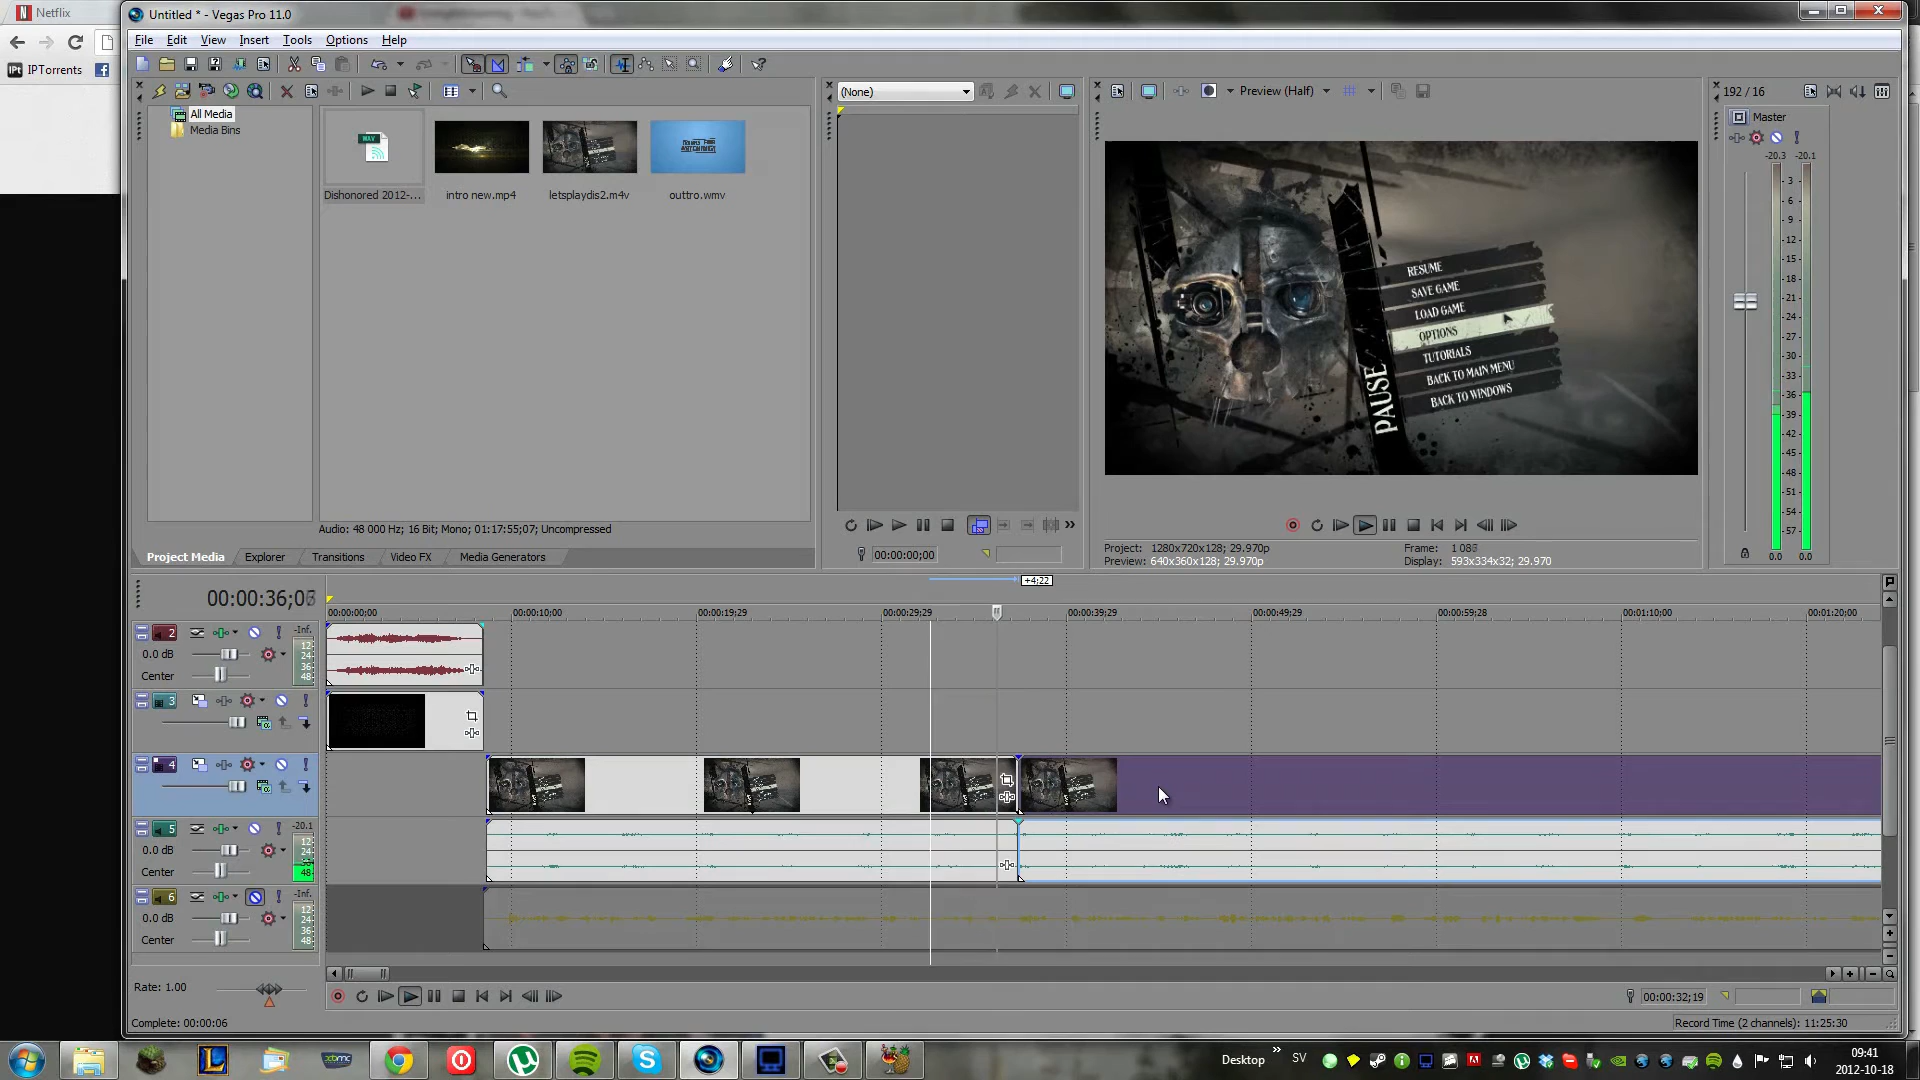 Netflix
Untitled * - Vegas Pro 11.0
File Edit View Insert Tools Options Help
IPT IPTorrents
(None)
Preview (Half)
192 / 16
All Media
Media Bins
WAV
Master
-20.3 -20.1
Dishonored 2012-... intro new.mp4 letsplaydis2.m4v outtro.wmv
3
6
9
12
15
18
21
24
27
30
33
36
39
42
45
48
51
54
57
0.0 0.0
RESUME
SAVE GAME
LOAD GAME
OPTIONS
TUTORIALS
BACK TO MAIN MENU
BACK TO WINDOWS
PAUSE
Audio: 48 000 Hz; 16 Bit; Mono; 01:17:55;07; Uncompressed
Project Media Explorer Transitions Video FX Media Generators
00:00:00;00
Project: 1280x720x128; 29.970p
Preview: 640x360x128; 29.970p
Frame:
Display: 593x334x32; 29.970
+4;22
00:00:00;00 00:00:10;00 00:00:19;29 00:00:29;29 00:00:39;29 00:00:49;29 00:00:59;28 00:01:10;00 00:01:20;00
2 -Inf.
0.0 dB
Center
12
24
36
48
3
4
5 -20.1
0.0 dB
Center
12
24
36
48
6 -Inf.
0.0 dB
Center
12
24
36
48
Rate: 1.00
00:00:32;19
Complete: 00:00:06
Record Time (2 channels): 11:25:30
xbmc
Desktop
SV
09:41
2012-10-18